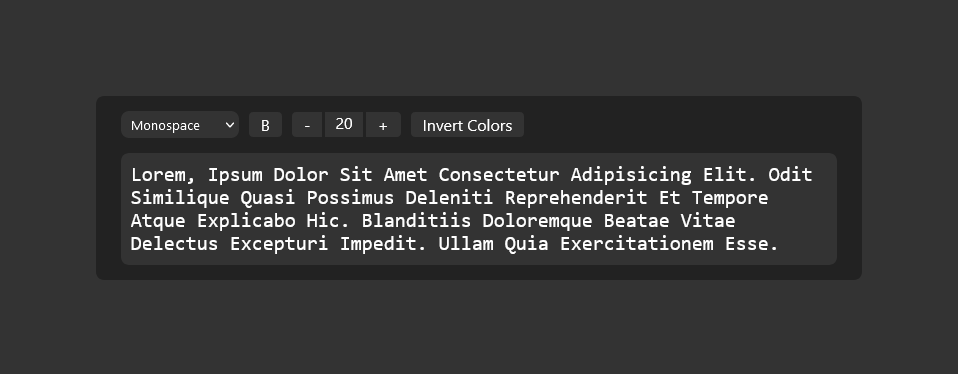 Monospace B - 20 + Invert Colors
Lorem, Ipsum Dolor Sit Amet Consectetur Adipisicing Elit. Odit
Similique Quasi Possimus Deleniti Reprehenderit Et Tempore
Atque Explicabo Hic. Blanditiis Doloremque Beatae Vitae
Delectus Excepturi Impedit. Ullam Quia Exercitationem Esse.